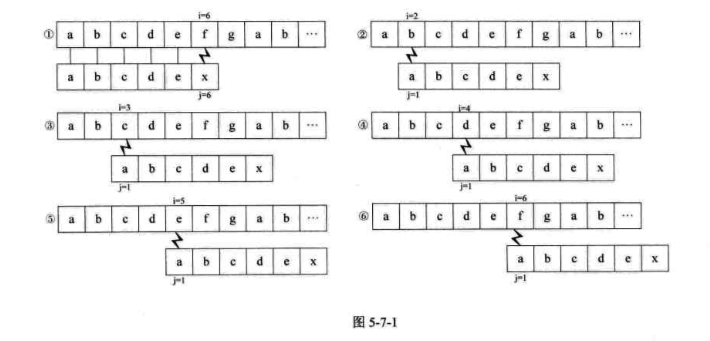 i=6
① a b c d e f g a b …
a b c d e x
j=6
i=2
② a b c d e f g a b …
a b c d e x
j=1
i=3
③ a b c d e f g a b …
a b c d e x
j=1
i=4
④ a b c d e f g a b …
a b c d e x
j=1
i=5
⑤ a b c d e f g a b …
a b c d e x
j=1
i=6
⑥ a b c d e f g a b …
a b c d e x
j=1
图 5-7-1